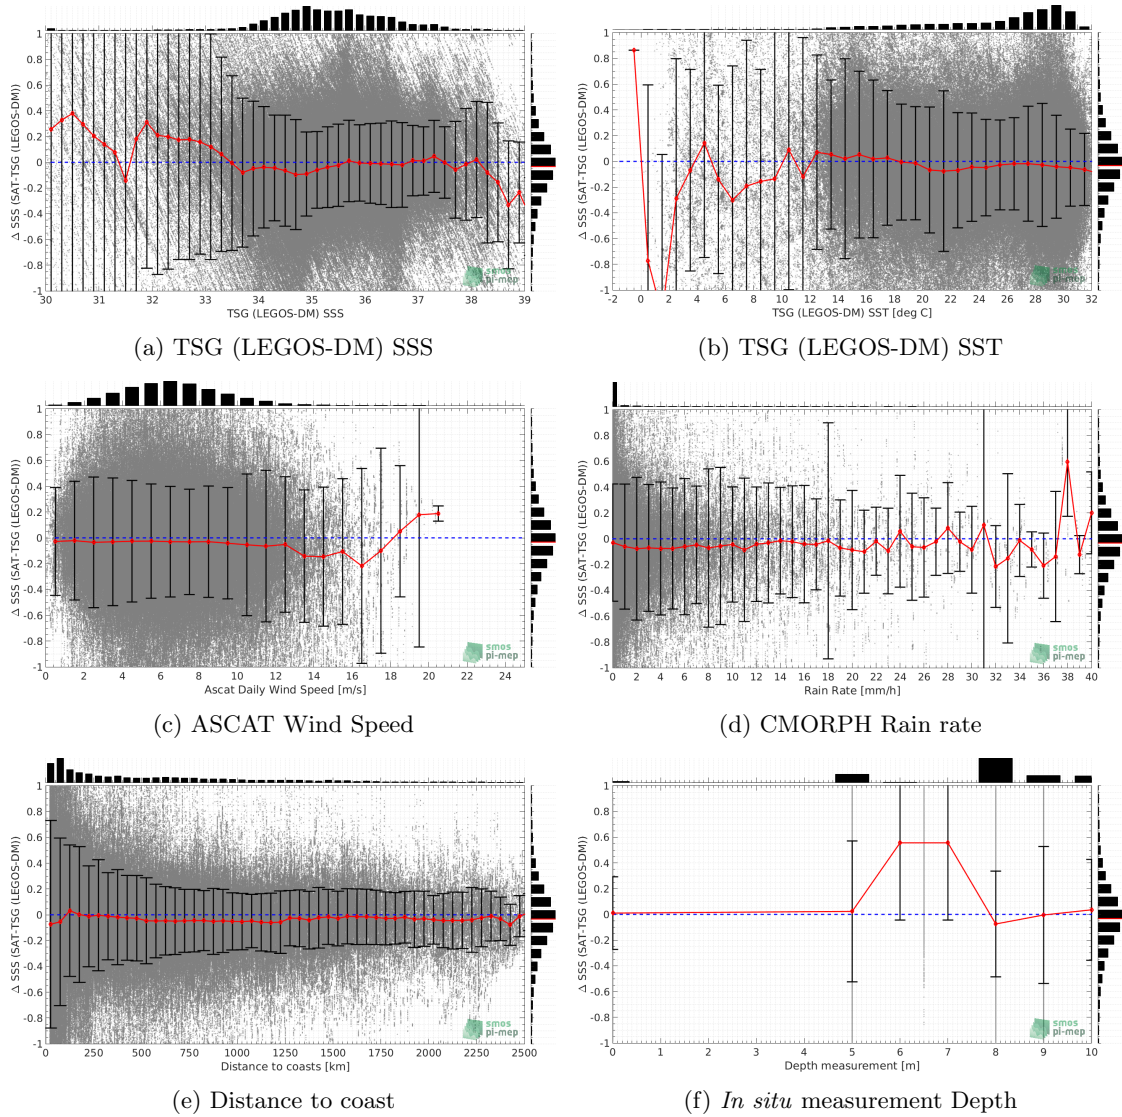 1
0.8
0.6
0.4
0.2
0
-0.2
-0.4
-0.6
-0.8
-1
Δ SSS (SAT-TSG (LEGOS-DM))
30 31 32 33 34 35 36 37 38 39
TSG (LEGOS-DM) SSS
smos
pi-mep
(a) TSG (LEGOS-DM) SSS
1
0.8
0.6
0.4
0.2
0
-0.2
-0.4
-0.6
-0.8
-1
Δ SSS (SAT-TSG (LEGOS-DM))
-2 0 2 4 6 8 10 12 14 16 18 20 22 24 26 28 30 32
TSG (LEGOS-DM) SST [deg C]
smos
pi-mep
(b) TSG (LEGOS-DM) SST
1
0.8
0.6
0.4
0.2
0
-0.2
-0.4
-0.6
-0.8
-1
Δ SSS (SAT-TSG (LEGOS-DM))
0 2 4 6 8 10 12 14 16 18 20 22 24
Ascat Daily Wind Speed [m/s]
smos
pi-mep
(c) ASCAT Wind Speed
1
0.8
0.6
0.4
0.2
0
-0.2
-0.4
-0.6
-0.8
-1
Δ SSS (SAT-TSG (LEGOS-DM))
0 2 4 6 8 10 12 14 16 18 20 22 24 26 28 30 32 34 36 38 40
Rain Rate [mm/h]
smos
pi-mep
(d) CMORPH Rain rate
1
0.8
0.6
0.4
0.2
0
-0.2
-0.4
-0.6
-0.8
-1
Δ SSS (SAT-TSG (LEGOS-DM))
0 250 500 750 1000 1250 1500 1750 2000 2250 2500
Distance to coasts [km]
smos
pi-mep
(e) Distance to coast
1
0.8
0.6
0.4
0.2
0
-0.2
-0.4
-0.6
-0.8
-1
Δ SSS (SAT-TSG (LEGOS-DM))
0 1 2 3 4 5 6 7 8 9 10
Depth measurement [m]
smos
pi-mep
(f) In situ measurement Depth